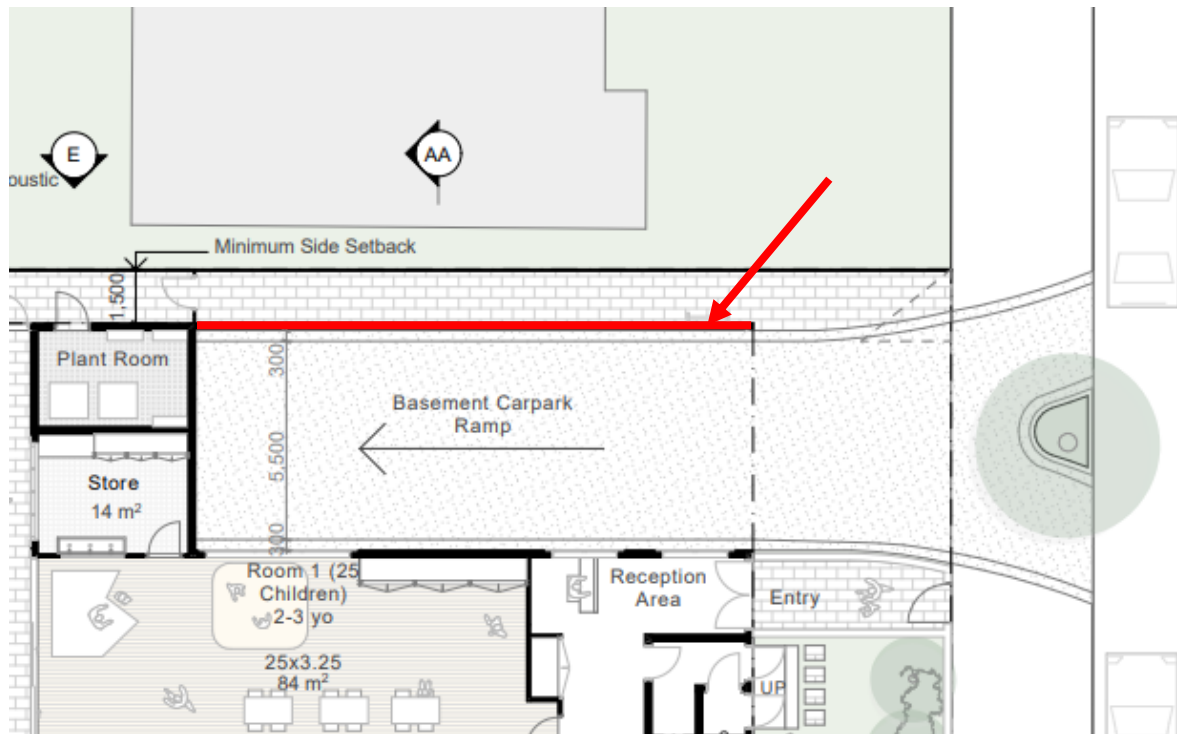 E
AA
oustic
Minimum Side Setback
1,500
Plant Room
300
Basement Carpark
Ramp
5,500
Store
14 m²
300
Room 1 (25
Children)
2-3 yo
Reception
Area
Entry
25x3.25
84 m²
UP